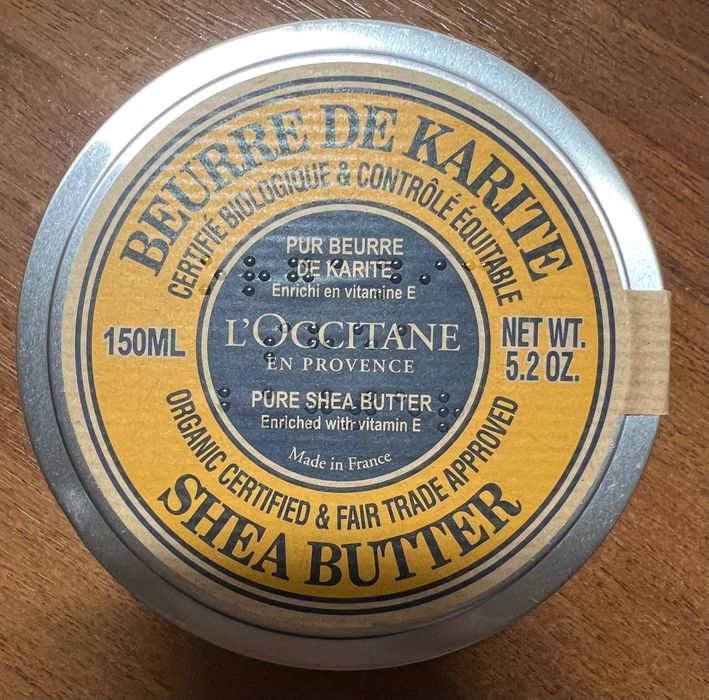 BEURRE DE KARITE
CERTIFIÉ BIOLOGIQUE & CONTRÔLÉ ÉQUITABLE
PUR BEURRE
DE KARITE
Enrichi en vitamine E
150ML
L'OCCITANE
EN PROVENCE
NET WT.
5.2 OZ.
PURE SHEA BUTTER
Enriched with vitamin E
Made in France
ORGANIC CERTIFIED & FAIR TRADE APPROVED
SHEA BUTTER